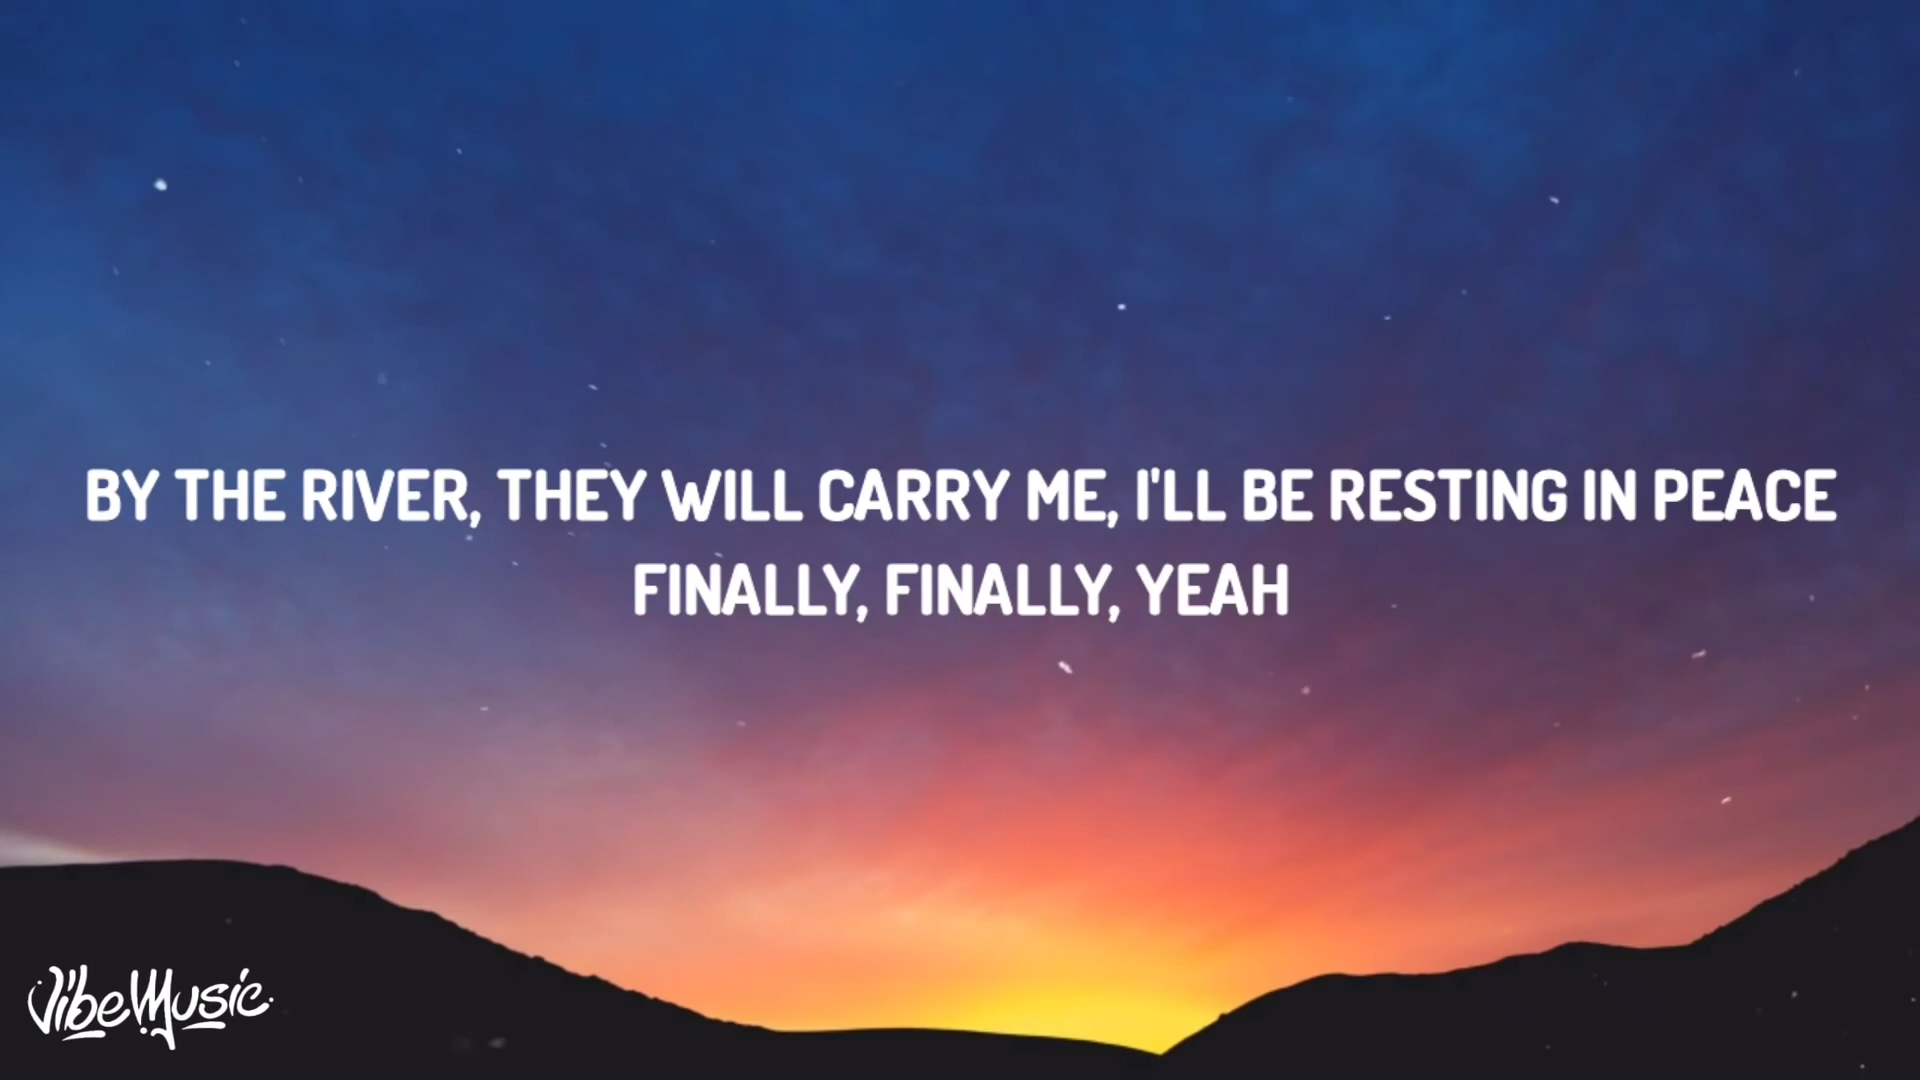 BY THE RIVER, THEY WILL CARRY ME, I'LL BE RESTING IN PEACE
FINALLY, FINALLY, YEAH
VibeMusic